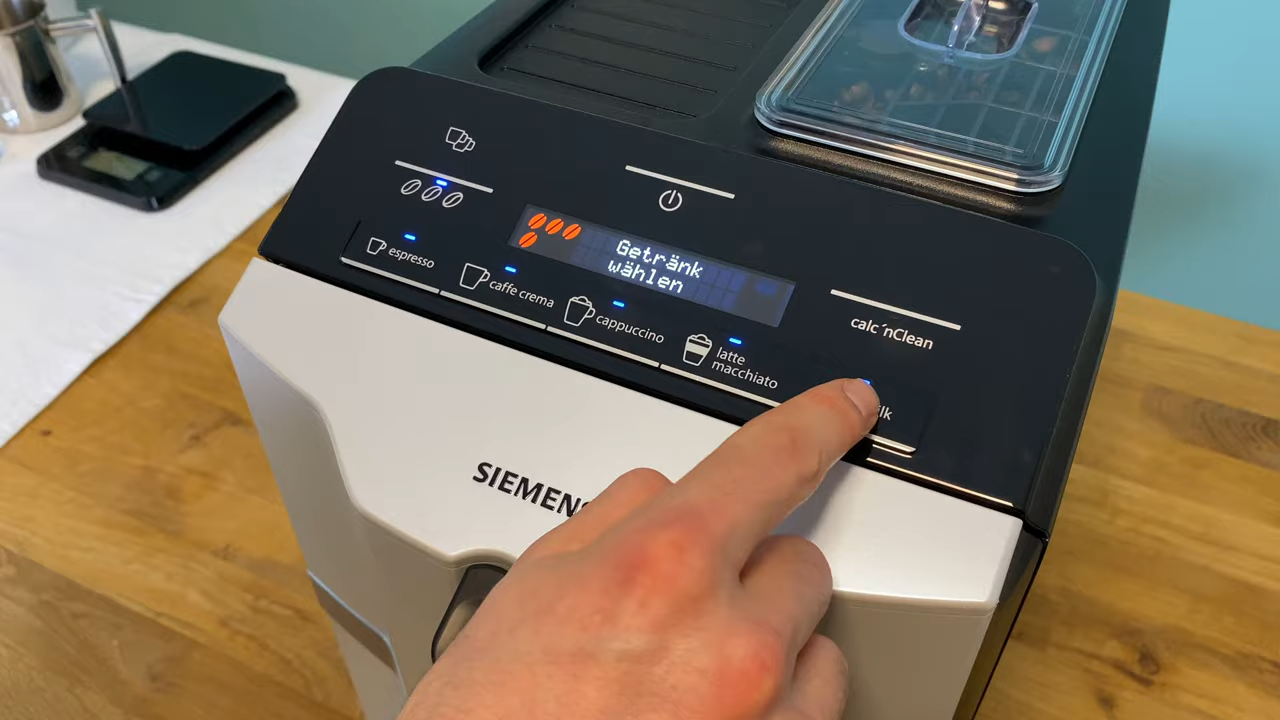 Getränk
wählen
espresso
caffe crema
cappuccino
latte
macchiato
calc'nClean
SIEMENS